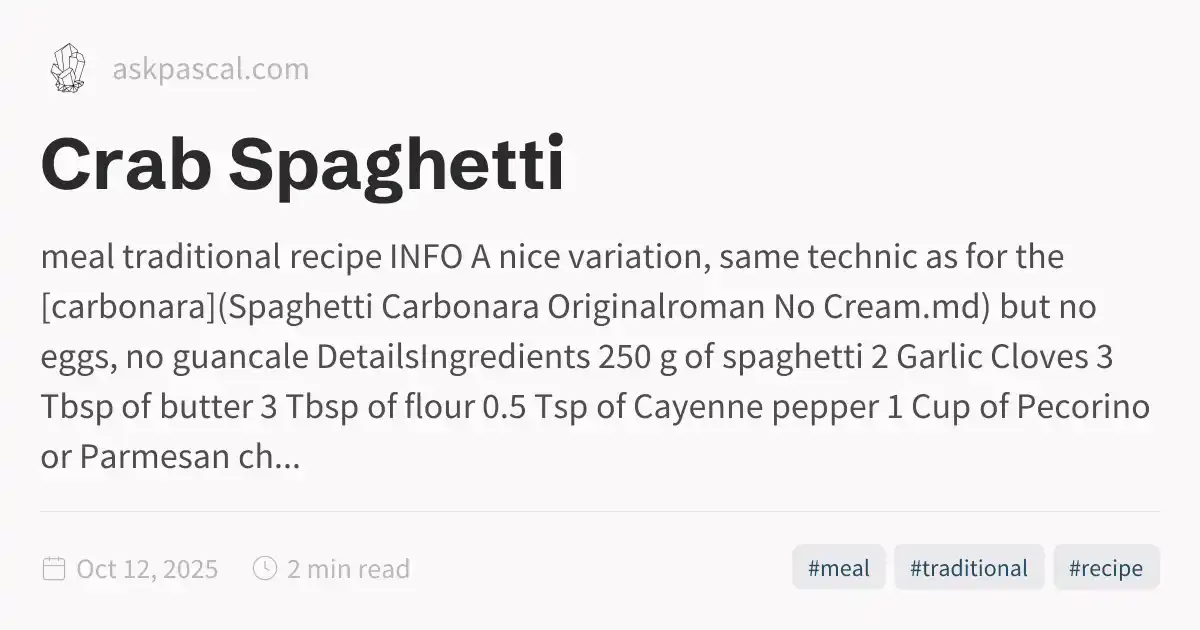 askpascal.com
Crab Spaghetti
meal traditional recipe INFO A nice variation, same technic as for the
[carbonara](Spaghetti Carbonara Originalroman No Cream.md) but no
eggs, no guancale DetailsIngredients 250 g of spaghetti 2 Garlic Cloves 3
Tbsp of butter 3 Tbsp of flour 0.5 Tsp of Cayenne pepper 1 Cup of Pecorino
or Parmesan ch...
Oct 12, 2025 2 min read #meal #traditional #recipe